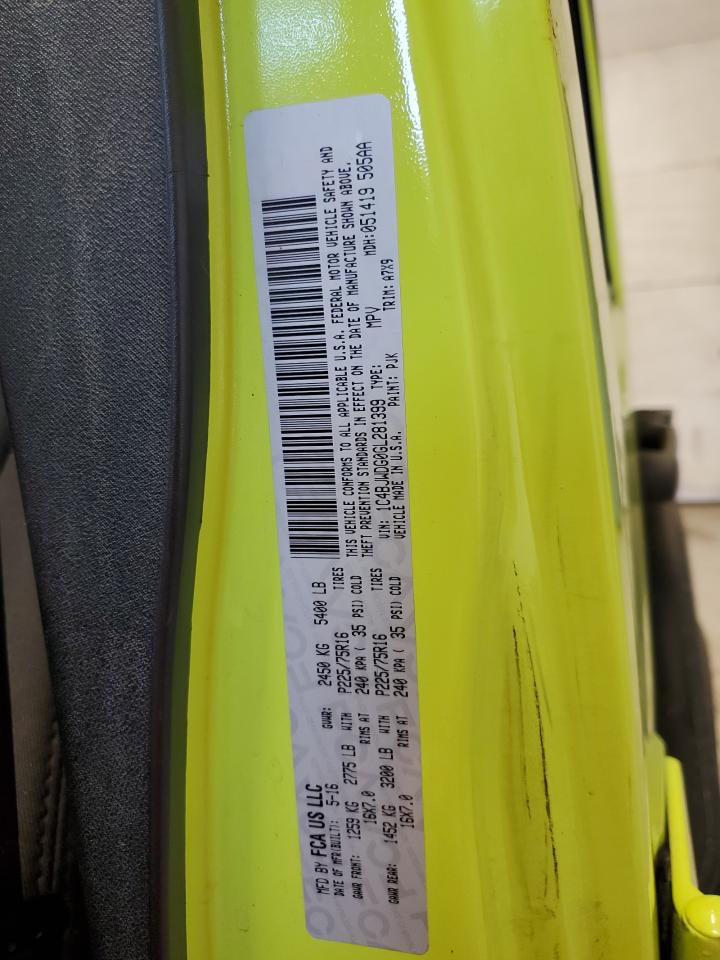 MFD BY FCA US LLC
DATE OF MFR(BUILT): 5-16 GVWR: 2450 KG 5400 LB
GAWR FRONT: 1259 KG 2775 LB WITH P225/75R16 TIRES
16X7.0 RIMS AT 240 KPA ( 35 PSI) COLD
GAWR REAR: 1452 KG 3200 LB WITH P225/75R16 TIRES
16X7.0 RIMS AT 240 KPA ( 35 PSI) COLD
THIS VEHICLE CONFORMS TO ALL APPLICABLE U.S.A. FEDERAL MOTOR VEHICLE SAFETY AND
THEFT PREVENTION STANDARDS IN EFFECT ON THE DATE OF MANUFACTURE SHOWN ABOVE.
VIN: 1C4BJWDG0GL281399 TYPE: MPV MDH:051419 505AA
VEHICLE MADE IN U.S.A. PAINT: PJK TRIM: A7X9